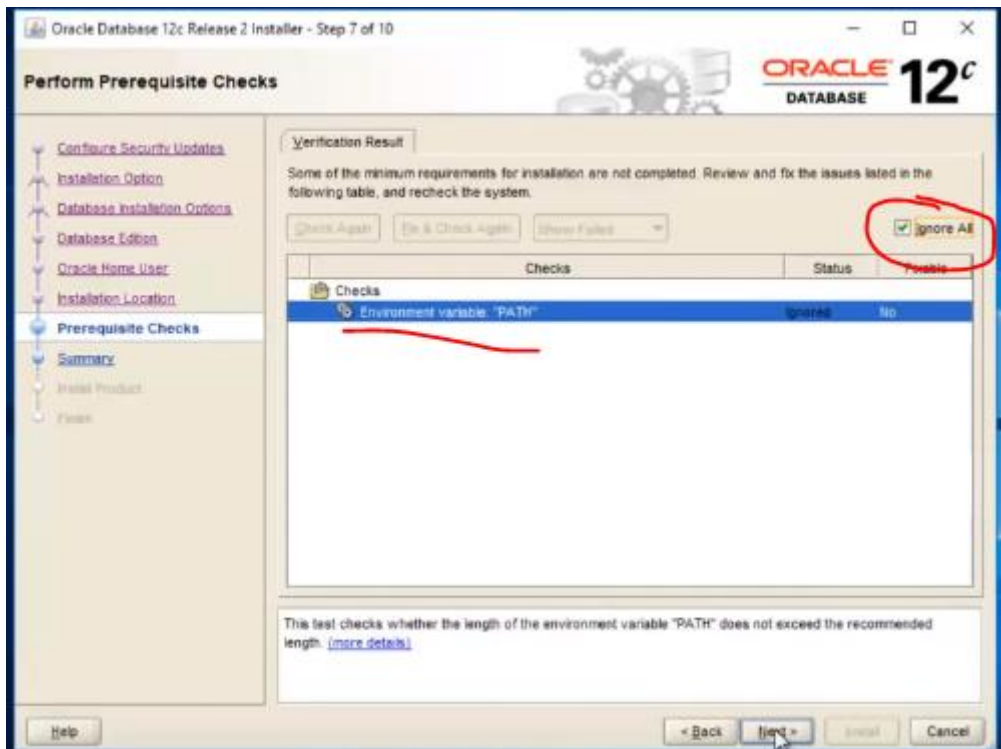 Oracle Database 12c Release 2 Installer - Step 7 of 10
Perform Prerequisite Checks
ORACLE
DATABASE
12c
Configure Security Updates
Installation Option
Database Installation Options
Database Edition
Oracle Home User
Installation Location
Prerequisite Checks
Summary
Install Product
Finish
Verification Result
Some of the minimum requirements for installation are not completed. Review and fix the issues listed in the
following table, and recheck the system.
Check Again
Fix & Check Again
Show Failed
Ignore All
Checks Status Fixable
Checks
Environment variable: "PATH" Ignored No
This test checks whether the length of the environment variable "PATH" does not exceed the recommended
length. (more details)
Help
< Back
Next >
Install
Cancel